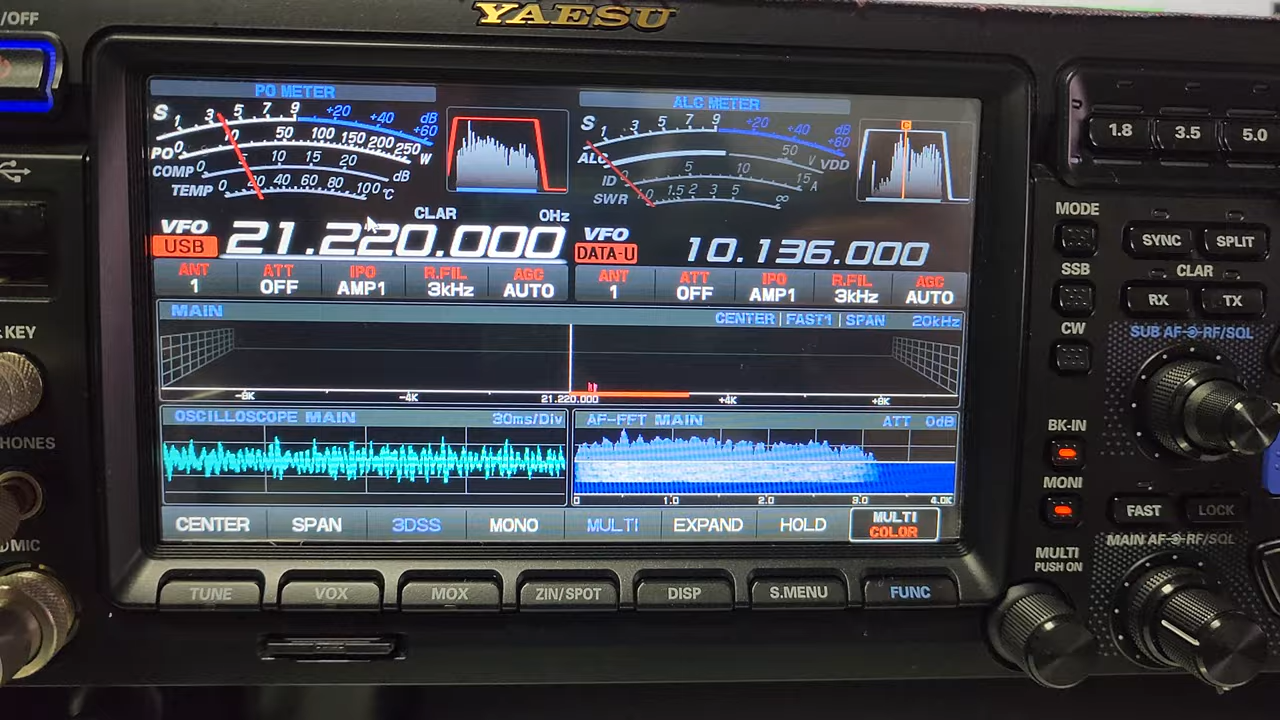 YAESU
/OFF
PO METER
S 1 3 5 7 9 +20 +40 +60 dB
PO 0 10 50 100 150 200 250 W
COMP 0 10 15 20 dB
TEMP 0 20 40 60 80 100 °C
ALC METER
S 1 3 5 7 9 +20 +40 +60 dB
ALC 50 V VDD
ID 0 5 10 15 A
SWR 1.5 2 3 5 ∞
C
1.8 3.5 5.0
VFO
USB
CLAR 0Hz
21.220.000
VFO
DATA-U
10.136.000
ANT ATT IPO R.FIL AGC
1 OFF AMP1 3kHz AUTO
ANT ATT IPO R.FIL AGC
1 OFF AMP1 3kHz AUTO
MAIN
CENTER | FAST1 | SPAN 20kHz
-8K -4K 21.220.000 +4K +8K
OSCILLOSCOPE MAIN 30ms/Div
AF-FFT MAIN ATT 0dB
0 1.0 2.0 3.0 4.0K
CENTER SPAN 3DSS MONO MULTI EXPAND HOLD MULTI
COLOR
TUNE VOX MOX ZIN/SPOT DISP S.MENU FUNC
KEY
HONES
MIC
MODE
SYNC SPLIT
SSB
CLAR
RX TX
CW
SUB AF RF/SQL
BK-IN
MONI
FAST LOCK
MAIN AF RF/SQL
MULTI
PUSH ON